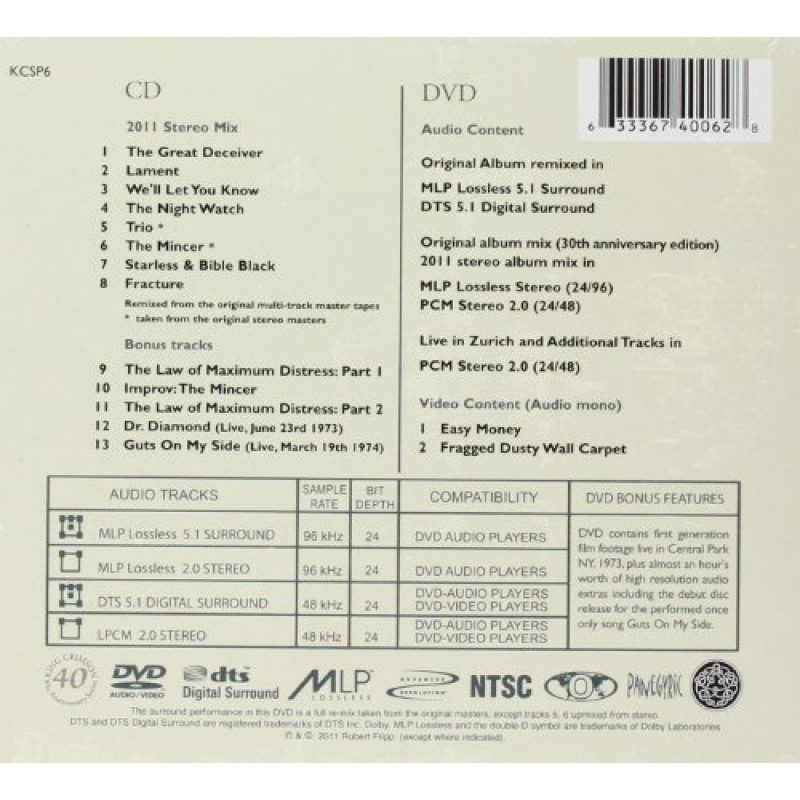 KCSP6
CD
2011 Stereo Mix
1 The Great Deceiver
2 Lament
3 We'll Let You Know
4 The Night Watch
5 Trio *
6 The Mincer *
7 Starless & Bible Black
8 Fracture
Remixed from the original multi-track master tapes
* taken from the original stereo masters
Bonus tracks
9 The Law of Maximum Distress: Part 1
10 Improv: The Mincer
11 The Law of Maximum Distress: Part 2
12 Dr. Diamond (Live, June 23rd 1973)
13 Guts On My Side (Live, March 19th 1974)
DVD
Audio Content
Original Album remixed in
MLP Lossless 5.1 Surround
DTS 5.1 Digital Surround
Original album mix (30th anniversary edition)
2011 stereo album mix in
MLP Lossless Stereo (24/96)
PCM Stereo 2.0 (24/48)
Live in Zurich and Additional Tracks in
PCM Stereo 2.0 (24/48)
Video Content (Audio mono)
1 Easy Money
2 Fragged Dusty Wall Carpet
6 33367 40062 8
AUDIO TRACKS SAMPLE RATE BIT DEPTH COMPATIBILITY DVD BONUS FEATURES
MLP Lossless 5.1 SURROUND 96 kHz 24 DVD AUDIO PLAYERS
MLP Lossless 2.0 STEREO 96 kHz 24 DVD AUDIO PLAYERS
DTS 5.1 DIGITAL SURROUND 48 kHz 24 DVD-AUDIO PLAYERS
DVD-VIDEO PLAYERS
LPCM 2.0 STEREO 48 kHz 24 DVD-AUDIO PLAYERS
DVD-VIDEO PLAYERS
DVD contains first generation
film footage live in Central Park
NY, 1973, plus almost an hour's
worth of high resolution audio
extras including the debut disc
release for the performed once
only song Guts On My Side.
KING CRIMSON 40
DVD AUDIO/VIDEO
dts Digital Surround
MLP LOSSLESS
ADVANCED RESOLUTION
NTSC
0
PANEGYRIC
The surround performance in this DVD is a full re-mix taken from the original masters, except tracks 5, 6 upmixed from stereo.
DTS and DTS Digital Surround are registered trademarks of DTS Inc. Dolby, MLP Lossless and the double-D symbol are trademarks of Dolby Laboratories
℗ & © 2011 Robert Fripp (except where indicated).